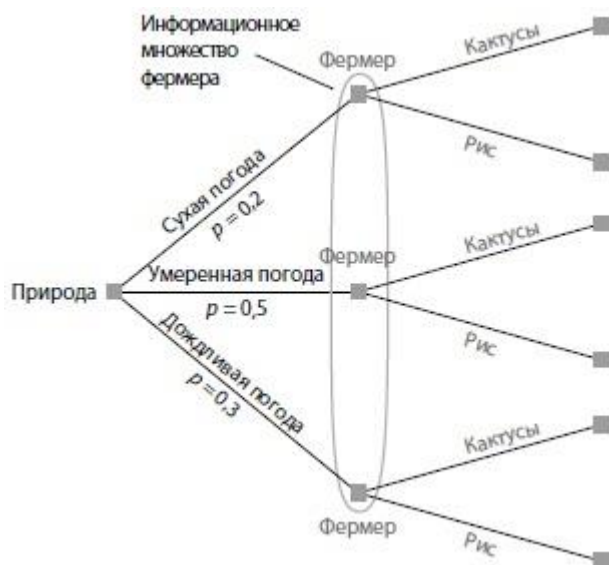 Информационное
множество
фермера
Фермер
Кактусы
Рис
Сухая погода
p = 0,2
Фермер
Кактусы
Рис
Природа
Умеренная погода
p = 0,5
Дождливая погода
p = 0,3
Кактусы
Рис
Фермер